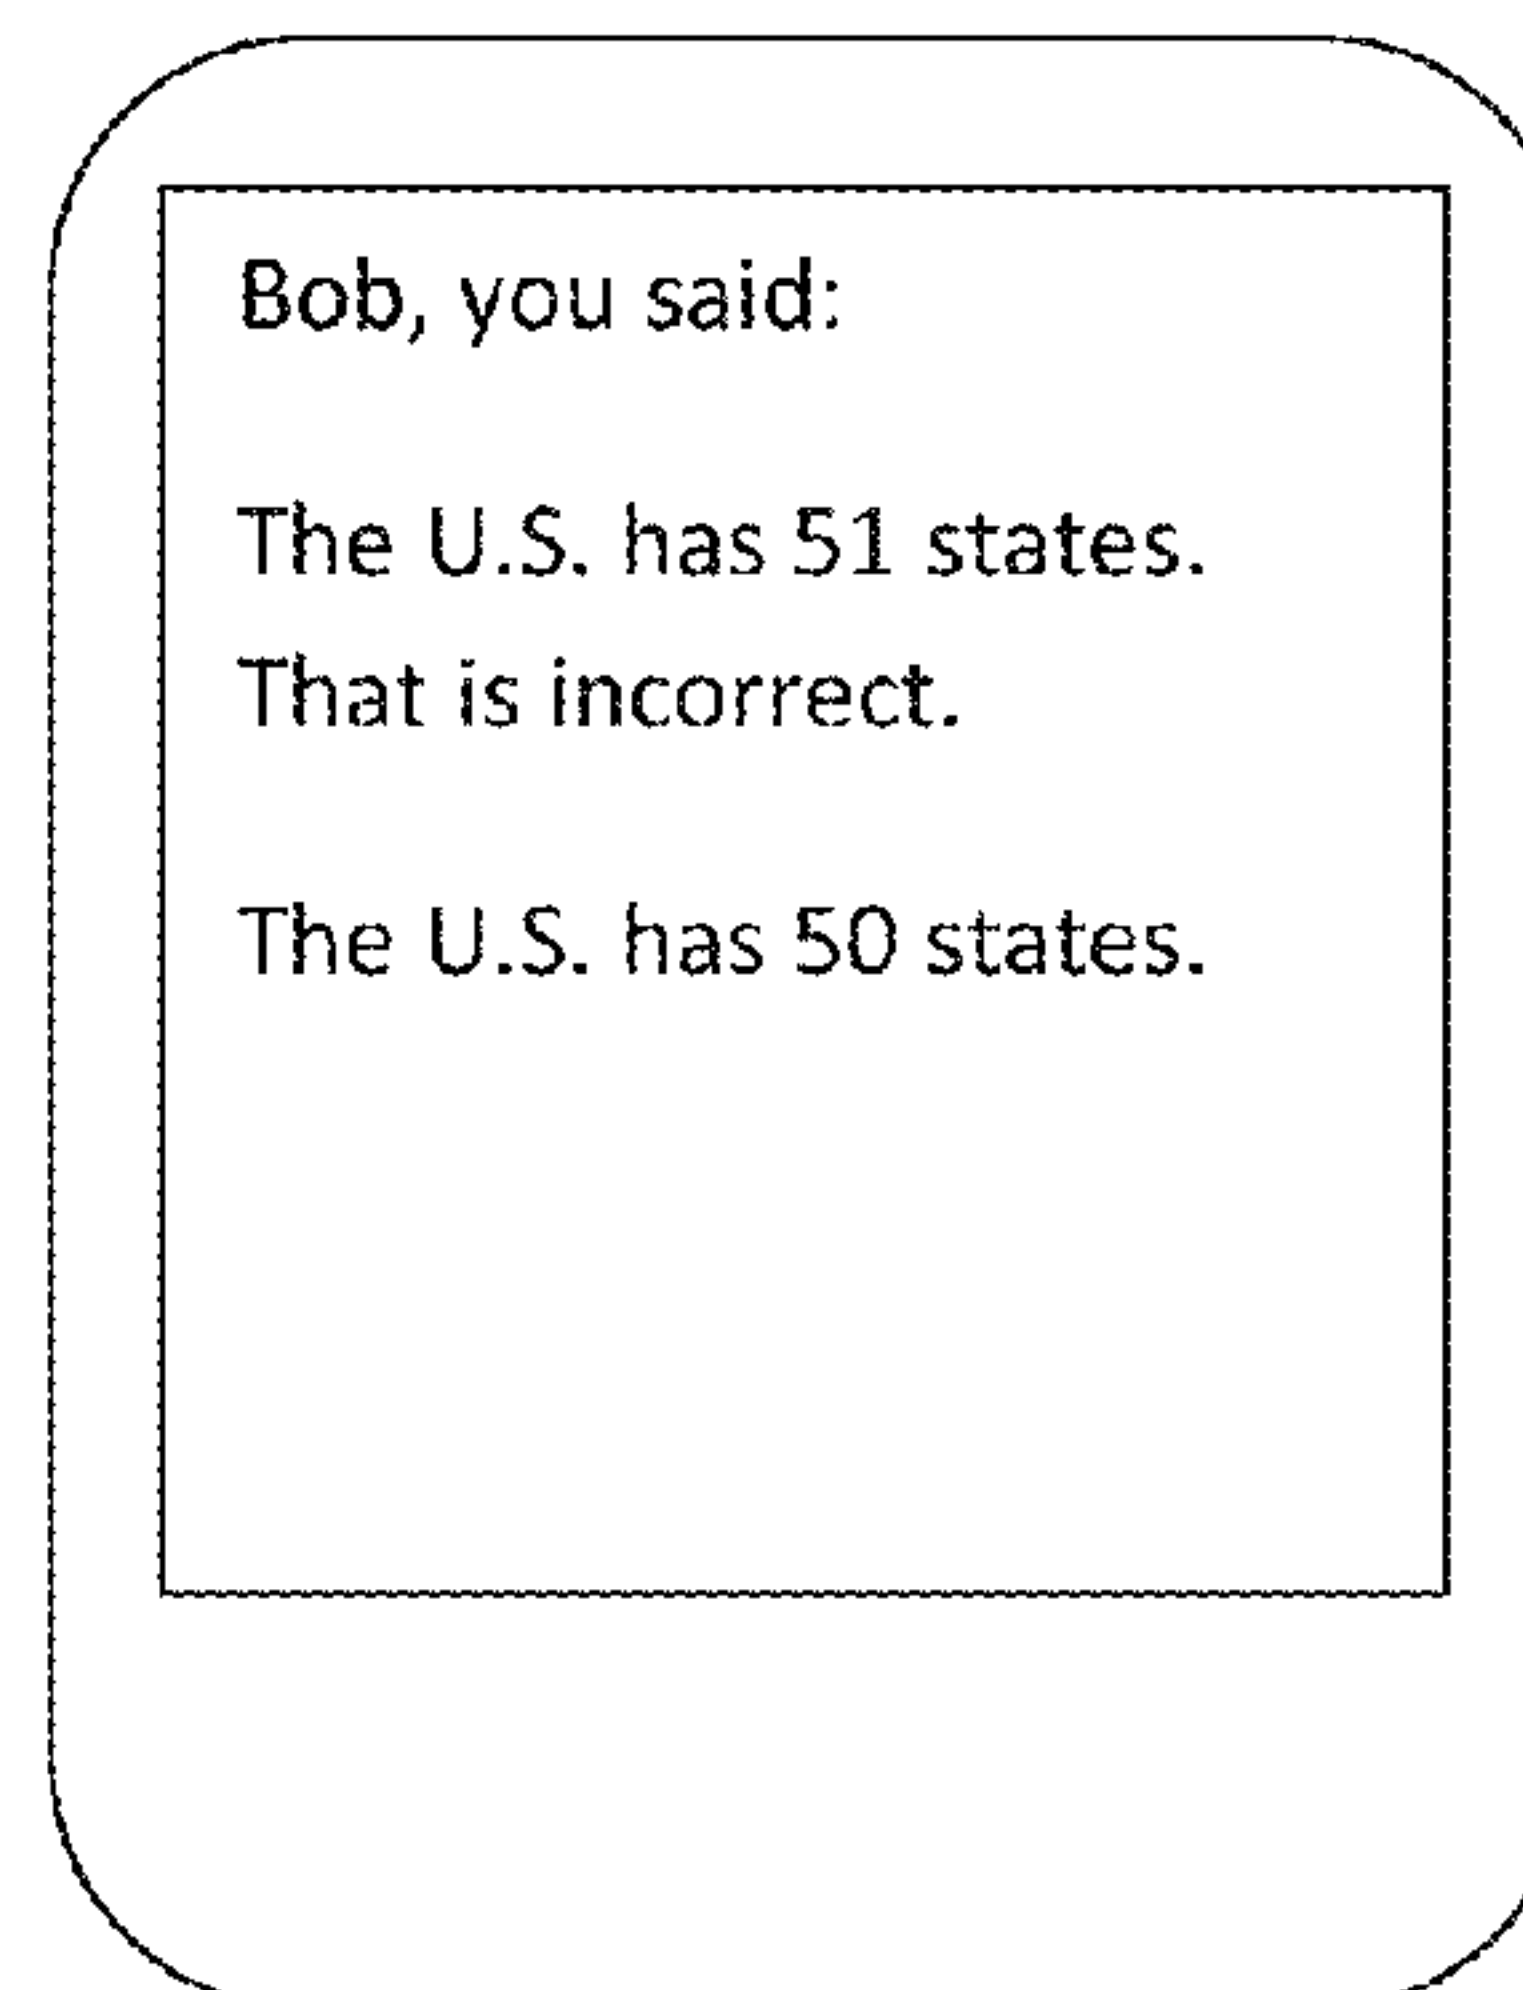 Bob, you said:
The U.S. has 51 states.
That is incorrect.
The U.S. has 50 states.